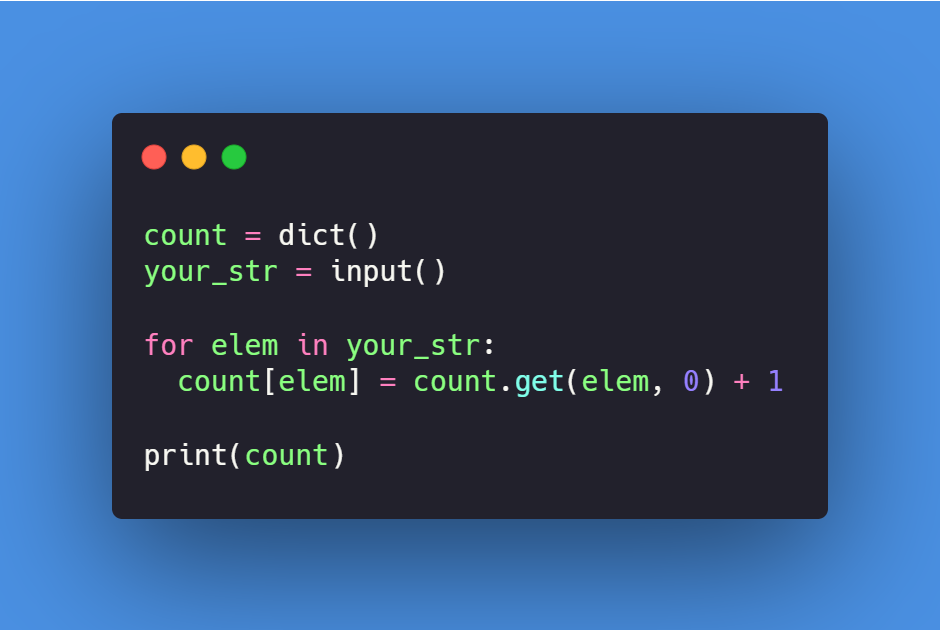 count = dict()
your_str = input()
for elem in your_str:
  count[elem] = count.get(elem, 0) + 1
print(count)